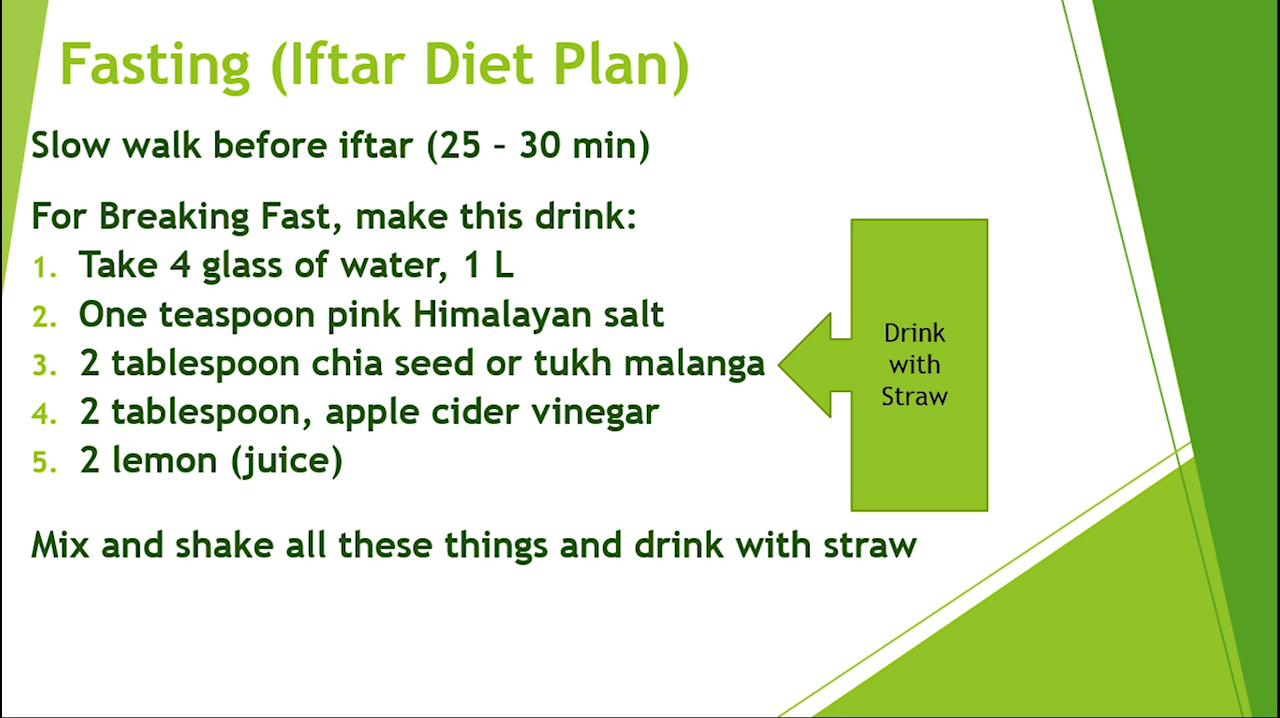 Fasting (Iftar Diet Plan)
Slow walk before iftar (25 – 30 min)
For Breaking Fast, make this drink:
1. Take 4 glass of water, 1 L
2. One teaspoon pink Himalayan salt
3. 2 tablespoon chia seed or tukh malanga
4. 2 tablespoon, apple cider vinegar
5. 2 lemon (juice)
Drink
with
Straw
Mix and shake all these things and drink with straw